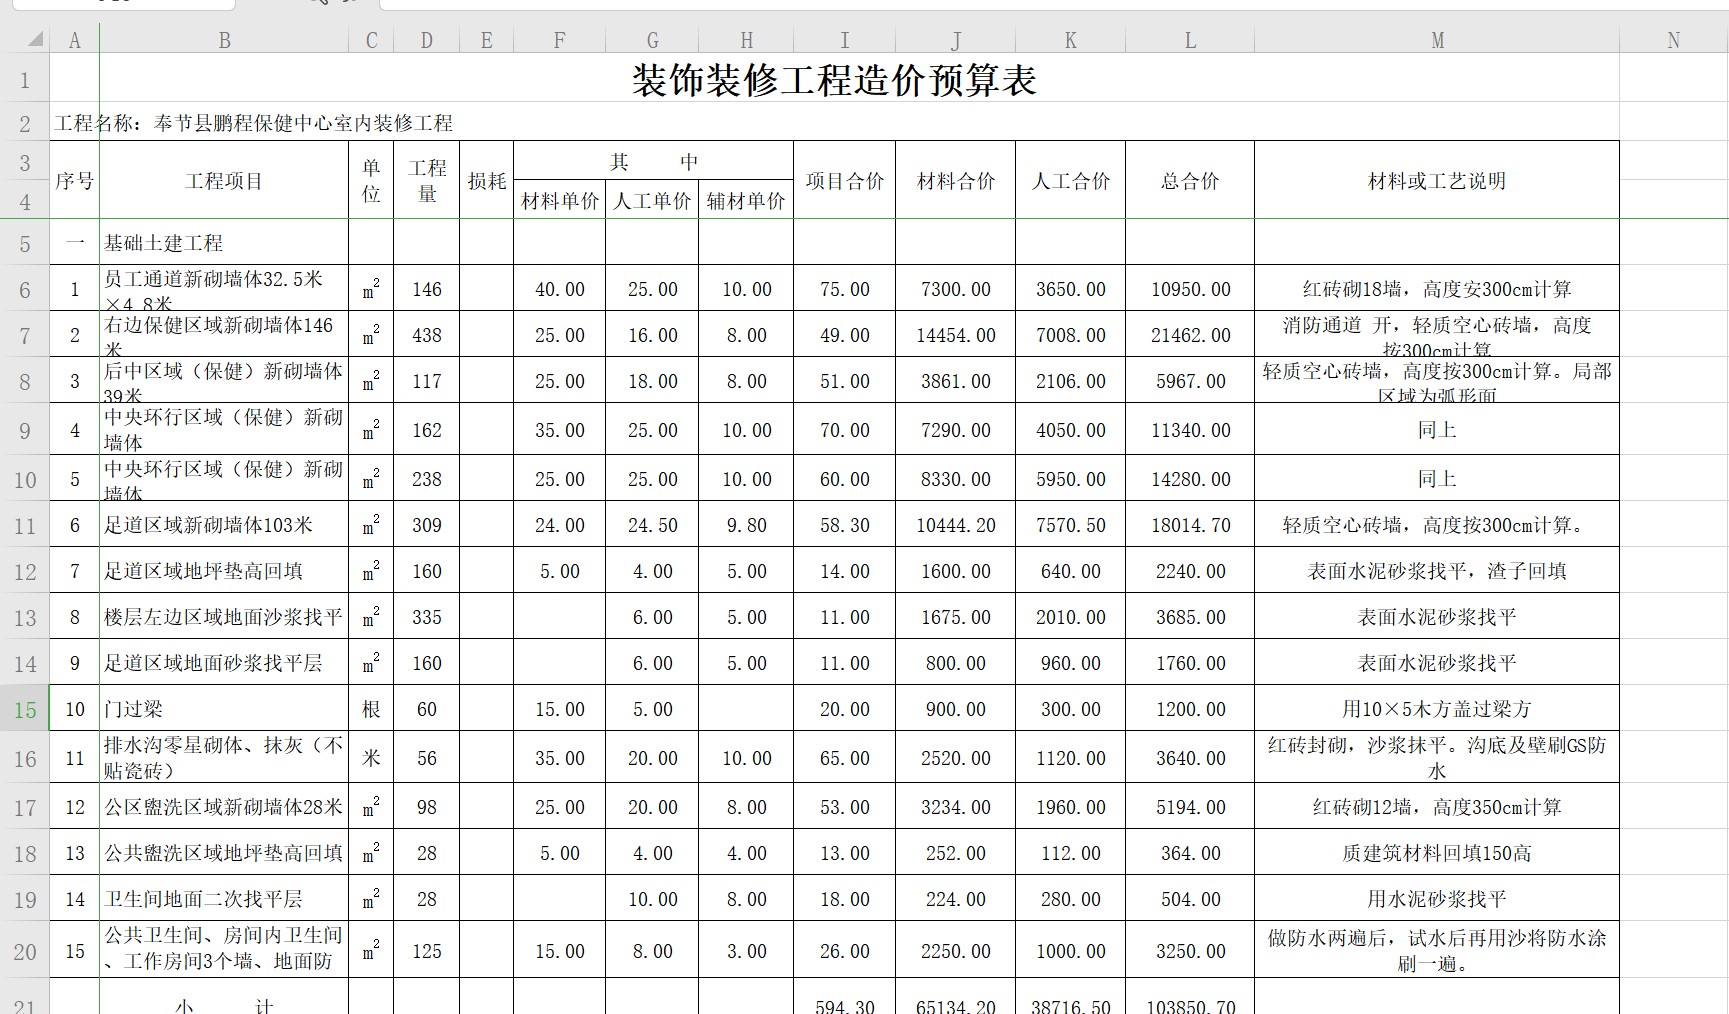 A B C D E F G H I J K L M N
1 装饰装修工程造价预算表
2 工程名称：奉节县鹏程保健中心室内装修工程
3 序号 工程项目 单位 工程量 损耗 其 中 项目合价 材料合价 人工合价 总合价 材料或工艺说明
4 材料单价 人工单价 辅材单价
5 一 基础土建工程
6 1 员工通道新砌墙体32.5米×4.8米 m² 146 40.00 25.00 10.00 75.00 7300.00 3650.00 10950.00 红砖砌18墙，高度安300cm计算
7 2 右边保健区域新砌墙体146米 m² 438 25.00 16.00 8.00 49.00 14454.00 7008.00 21462.00 消防通道 开，轻质空心砖墙，高度按300cm计算
8 3 后中区域（保健）新砌墙体39米 m² 117 25.00 18.00 8.00 51.00 3861.00 2106.00 5967.00 轻质空心砖墙，高度按300cm计算。局部区域为弧形面
9 4 中央环行区域（保健）新砌墙体 m² 162 35.00 25.00 10.00 70.00 7290.00 4050.00 11340.00 同上
10 5 中央环行区域（保健）新砌墙体 m² 238 25.00 25.00 10.00 60.00 8330.00 5950.00 14280.00 同上
11 6 足道区域新砌墙体103米 m² 309 24.00 24.50 9.80 58.30 10444.20 7570.50 18014.70 轻质空心砖墙，高度按300cm计算。
12 7 足道区域地坪垫高回填 m² 160 5.00 4.00 5.00 14.00 1600.00 640.00 2240.00 表面水泥砂浆找平，渣子回填
13 8 楼层左边区域地面沙浆找平 m² 335 6.00 5.00 11.00 1675.00 2010.00 3685.00 表面水泥砂浆找平
14 9 足道区域地面砂浆找平层 m² 160 6.00 5.00 11.00 800.00 960.00 1760.00 表面水泥砂浆找平
15 10 门过梁 根 60 15.00 5.00 20.00 900.00 300.00 1200.00 用10×5木方盖过梁方
16 11 排水沟零星砌体、抹灰（不贴瓷砖） 米 56 35.00 20.00 10.00 65.00 2520.00 1120.00 3640.00 红砖封砌，沙浆抹平。沟底及壁刷GS防水
17 12 公区盥洗区域新砌墙体28米 m² 98 25.00 20.00 8.00 53.00 3234.00 1960.00 5194.00 红砖砌12墙，高度350cm计算
18 13 公共盥洗区域地坪垫高回填 m² 28 5.00 4.00 4.00 13.00 252.00 112.00 364.00 质建筑材料回填150高
19 14 卫生间地面二次找平层 m² 28 10.00 8.00 18.00 224.00 280.00 504.00 用水泥砂浆找平
20 15 公共卫生间、房间内卫生间、工作房间3个墙、地面防 m² 125 15.00 8.00 3.00 26.00 2250.00 1000.00 3250.00 做防水两遍后，试水后再用沙将防水涂刷一遍。
21 小 计 594.30 65134.20 38716.50 103850.70